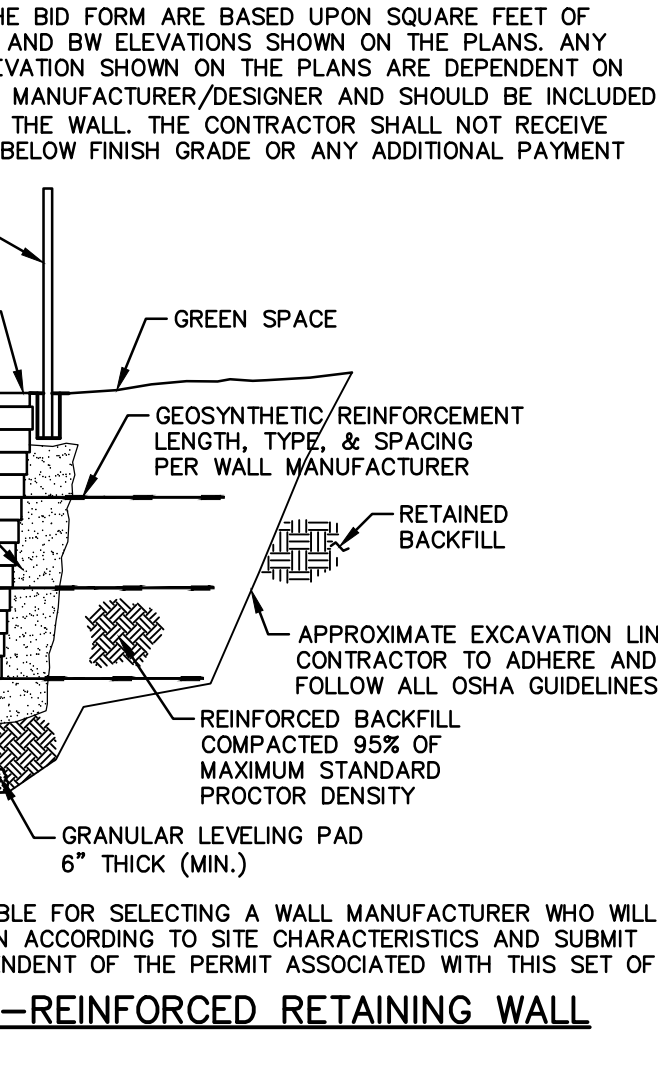 HE BID FORM ARE BASED UPON SQUARE FEET OF
AND BW ELEVATIONS SHOWN ON THE PLANS. ANY
EVATION SHOWN ON THE PLANS ARE DEPENDENT ON
MANUFACTURER/DESIGNER AND SHOULD BE INCLUDED
THE WALL. THE CONTRACTOR SHALL NOT RECEIVE
BELOW FINISH GRADE OR ANY ADDITIONAL PAYMENT
GREEN SPACE
GEOSYNTHETIC REINFORCEMENT
LENGTH, TYPE, & SPACING
PER WALL MANUFACTURER
RETAINED
BACKFILL
APPROXIMATE EXCAVATION LIN
CONTRACTOR TO ADHERE AND
FOLLOW ALL OSHA GUIDELINES
REINFORCED BACKFILL
COMPACTED 95% OF
MAXIMUM STANDARD
PROCTOR DENSITY
GRANULAR LEVELING PAD
6" THICK (MIN.)
BLE FOR SELECTING A WALL MANUFACTURER WHO WILL
N ACCORDING TO SITE CHARACTERISTICS AND SUBMIT
NDENT OF THE PERMIT ASSOCIATED WITH THIS SET OF
–REINFORCED RETAINING WALL